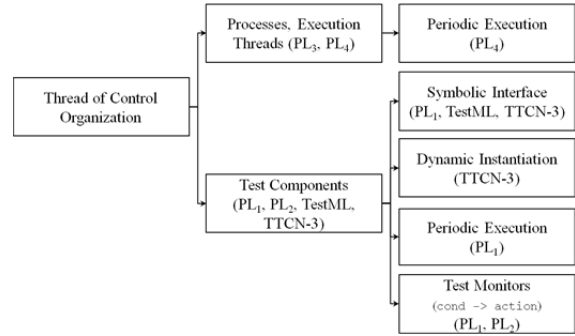 Processes, Execution
Threads (PL3, PL4)
Periodic Execution
(PL4)
Thread of Control
Organization
Symbolic Interface
(PL1, TestML, TTCN-3)
Dynamic Instantiation
(TTCN-3)
Test Components
(PL1, PL2, TestML,
TTCN-3)
Periodic Execution
(PL1)
Test Monitors
(cond -> action)
(PL1, PL2)